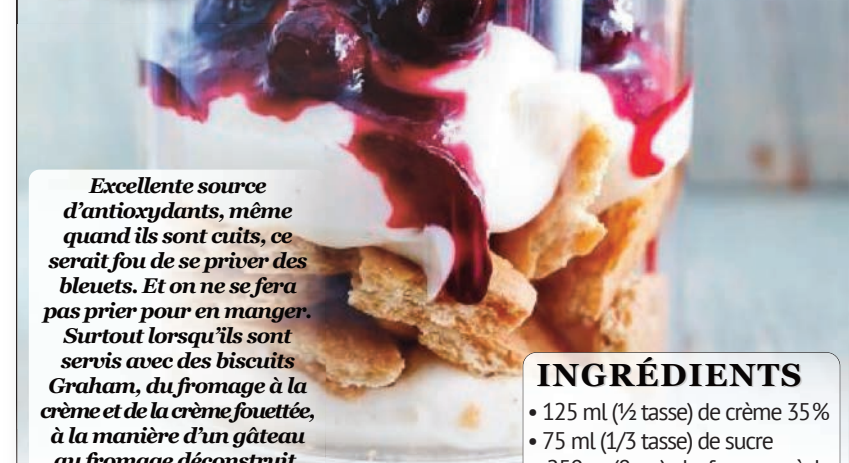 Excellente source
d’antioxydants, même
quand ils sont cuits, ce
serait fou de se priver des
bleuets. Et on ne se fera
pas prier pour en manger.
Surtout lorsqu’ils sont
servis avec des biscuits
Graham, du fromage à la
crème et de la crème fouettée,
à la manière d’un gâteau
au fromage déconstruit.
INGRÉDIENTS
• 125 ml (½ tasse) de crème 35%
• 75 ml (1/3 tasse) de sucre